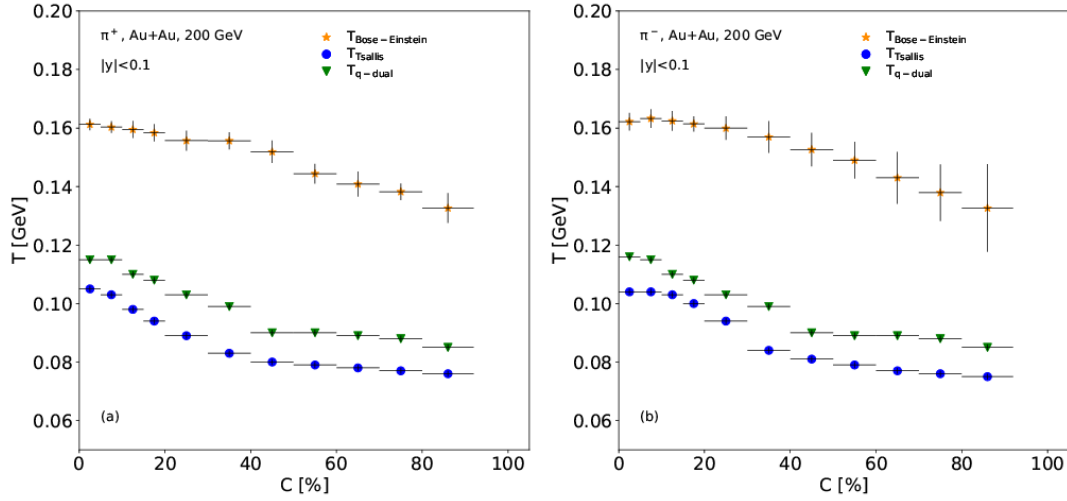 π⁺, Au+Au, 200 GeV
|y|<0.1
T_Bose−Einstein
T_Tsallis
T_q−dual
0.20
0.18
0.16
0.14
0.12
0.10
0.08
0.06
T [GeV]
(a)
0 20 40 60 80 100
C [%]
π⁻, Au+Au, 200 GeV
|y|<0.1
T_Bose−Einstein
T_Tsallis
T_q−dual
0.20
0.18
0.16
0.14
0.12
0.10
0.08
0.06
T [GeV]
(b)
0 20 40 60 80 100
C [%]